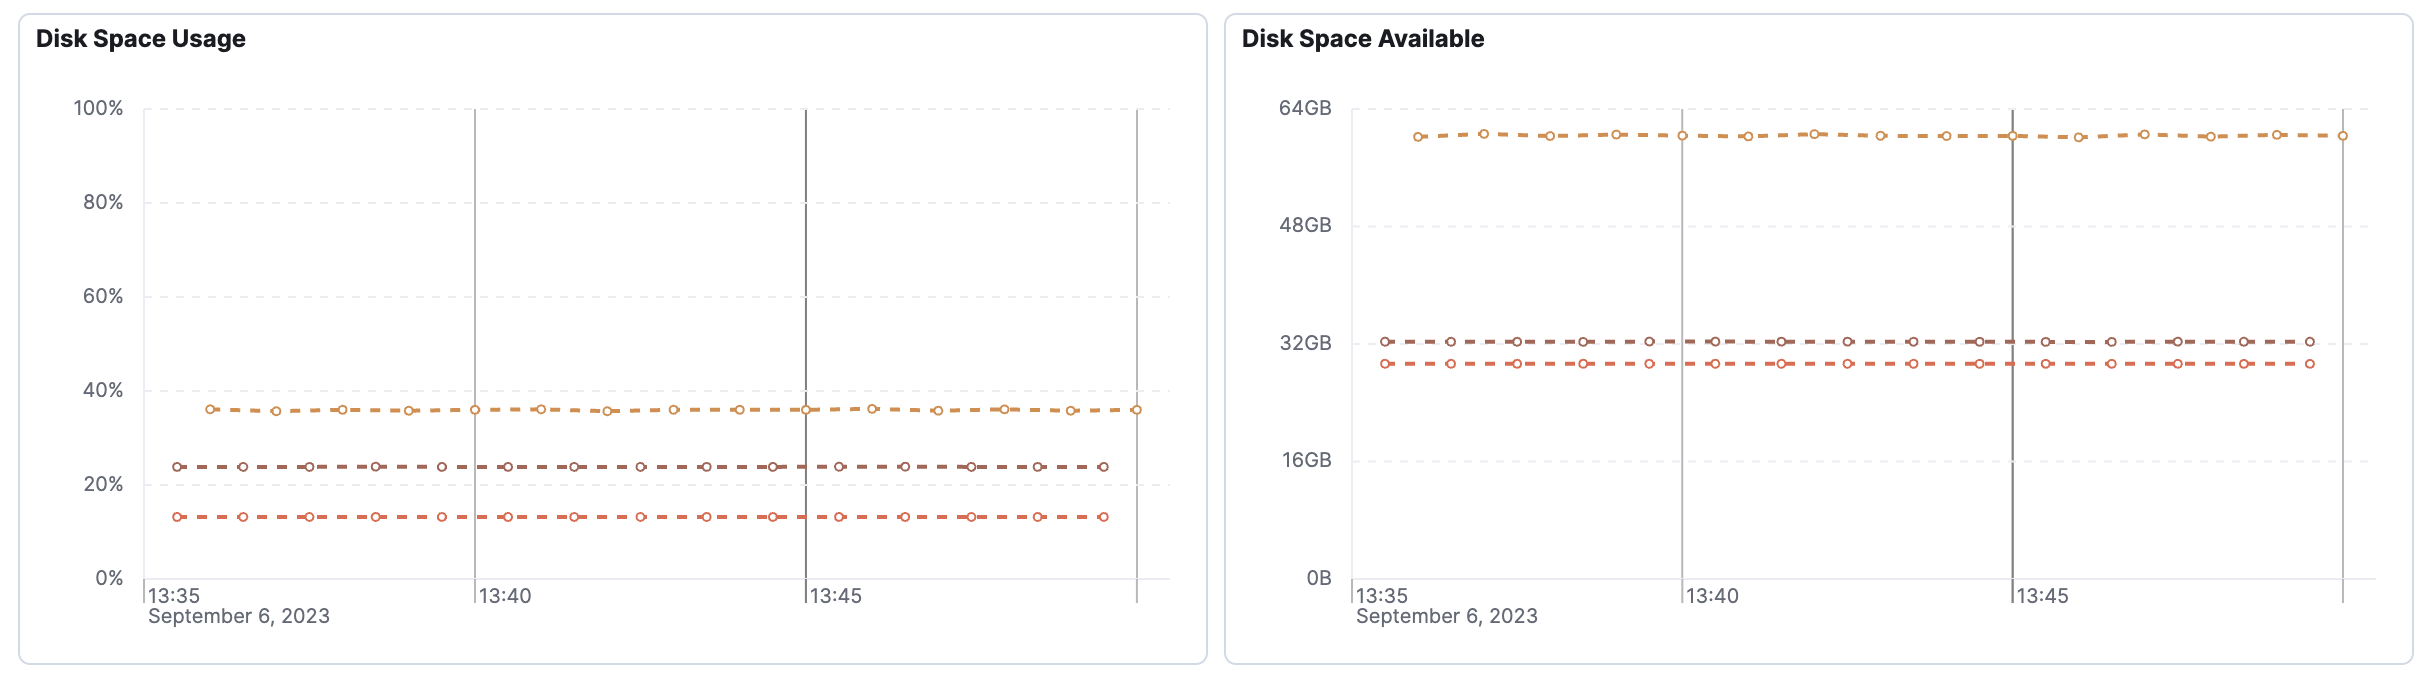 Disk Space Usage
100%
80%
60%
40%
20%
0%
13:35
13:40
13:45
September 6, 2023
Disk Space Available
64GB
48GB
32GB
16GB
0B
13:35
13:40
13:45
September 6, 2023